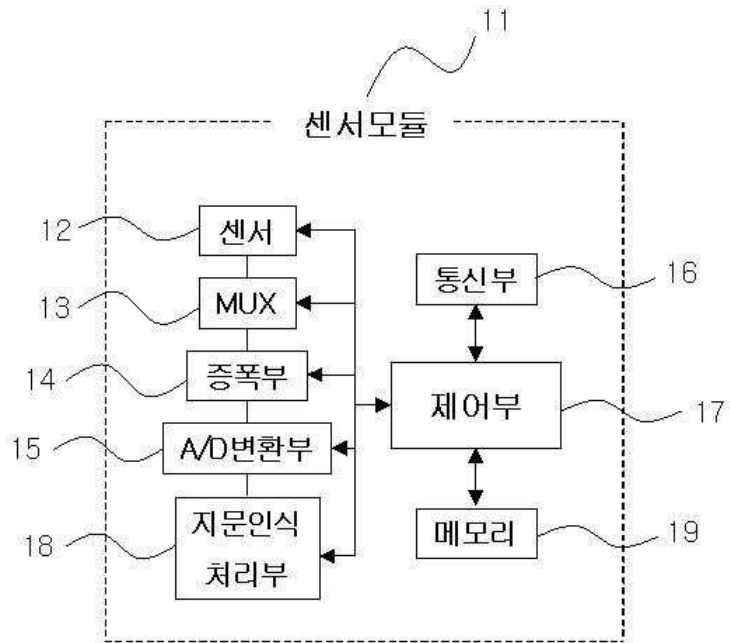 11
센서모듈
12
센서
13
MUX
14
증폭부
15
A/D변환부
18
지문인식
처리부
통신부
16
제어부
17
메모리
19